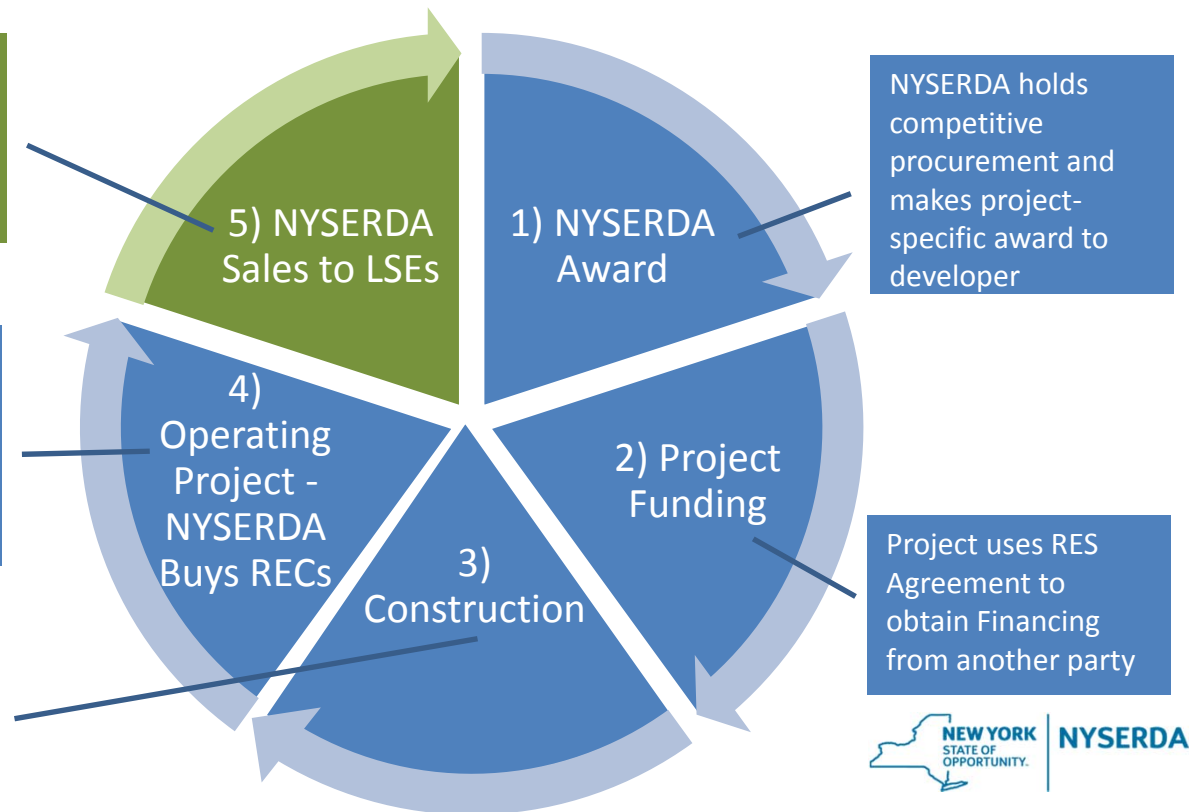 1) NYSERDA
Award
NYSERDA holds
competitive
procurement and
makes project-
specific award to
developer
2) Project
Funding
Project uses RES
Agreement to
obtain Financing
from another party
3)
Construction
4)
Operating
Project -
NYSERDA
Buys RECs
5) NYSERDA
Sales to LSEs
NEW YORK
STATE OF
OPPORTUNITY.
NYSERDA